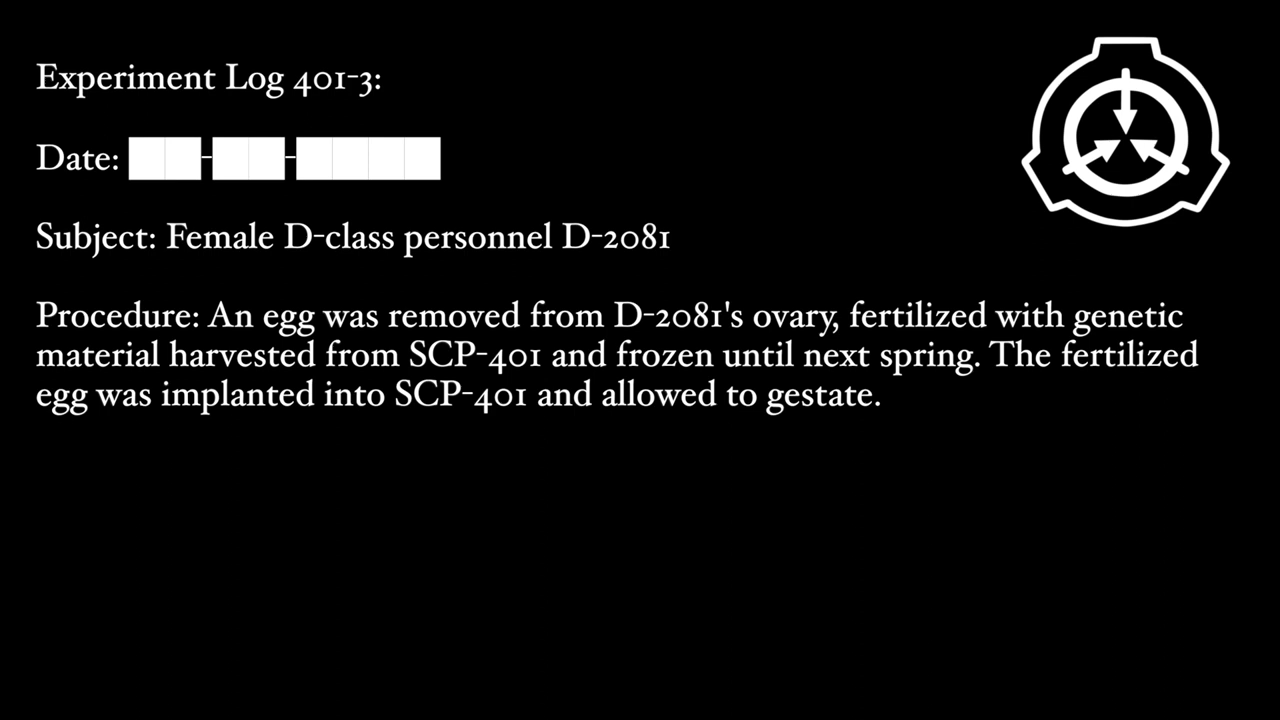 Experiment Log 401-3:
Date: ██-██-████
Subject: Female D-class personnel D-2081
Procedure: An egg was removed from D-2081's ovary, fertilized with genetic
material harvested from SCP-401 and frozen until next spring. The fertilized
egg was implanted into SCP-401 and allowed to gestate.